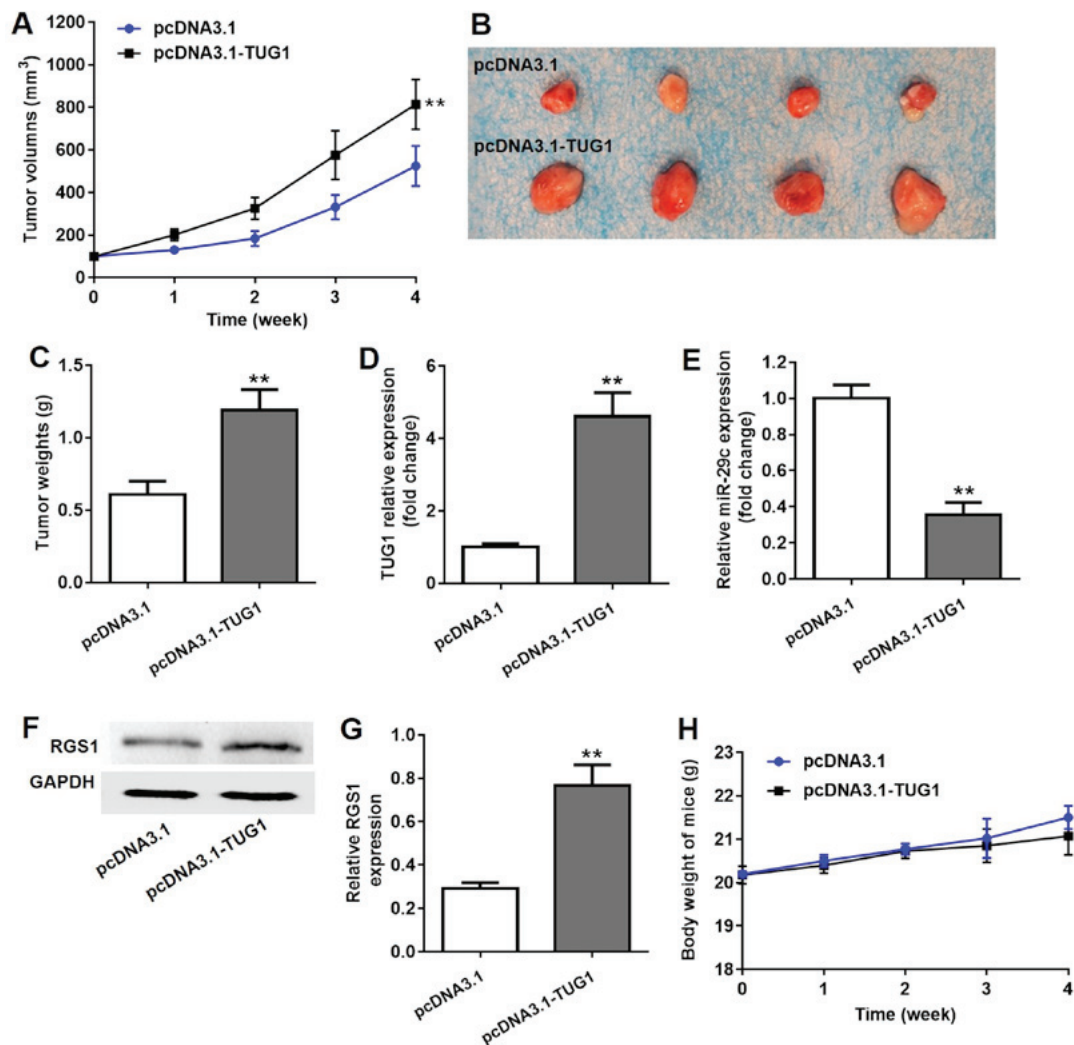 A
pcDNA3.1
pcDNA3.1-TUG1
Tumor volumns (mm3)
1200
1000
800
600
400
200
0
**
0 1 2 3 4
Time (week)
B
pcDNA3.1
pcDNA3.1-TUG1
C
Tumor weights (g)
1.5
1.0
0.5
0.0
**
pcDNA3.1
pcDNA3.1-TUG1
D
TUG1 relative expression
(fold change)
6
4
2
0
**
pcDNA3.1
pcDNA3.1-TUG1
E
Relative miR-29c expression
(fold change)
1.2
1.0
0.8
0.6
0.4
0.2
0.0
**
pcDNA3.1
pcDNA3.1-TUG1
F
RGS1
GAPDH
pcDNA3.1
pcDNA3.1-TUG1
G
Relative RGS1
expression
1.0
0.8
0.6
0.4
0.2
0.0
**
pcDNA3.1
pcDNA3.1-TUG1
H
pcDNA3.1
pcDNA3.1-TUG1
Body weight of mice (g)
23
22
21
20
19
18
0 1 2 3 4
Time (week)